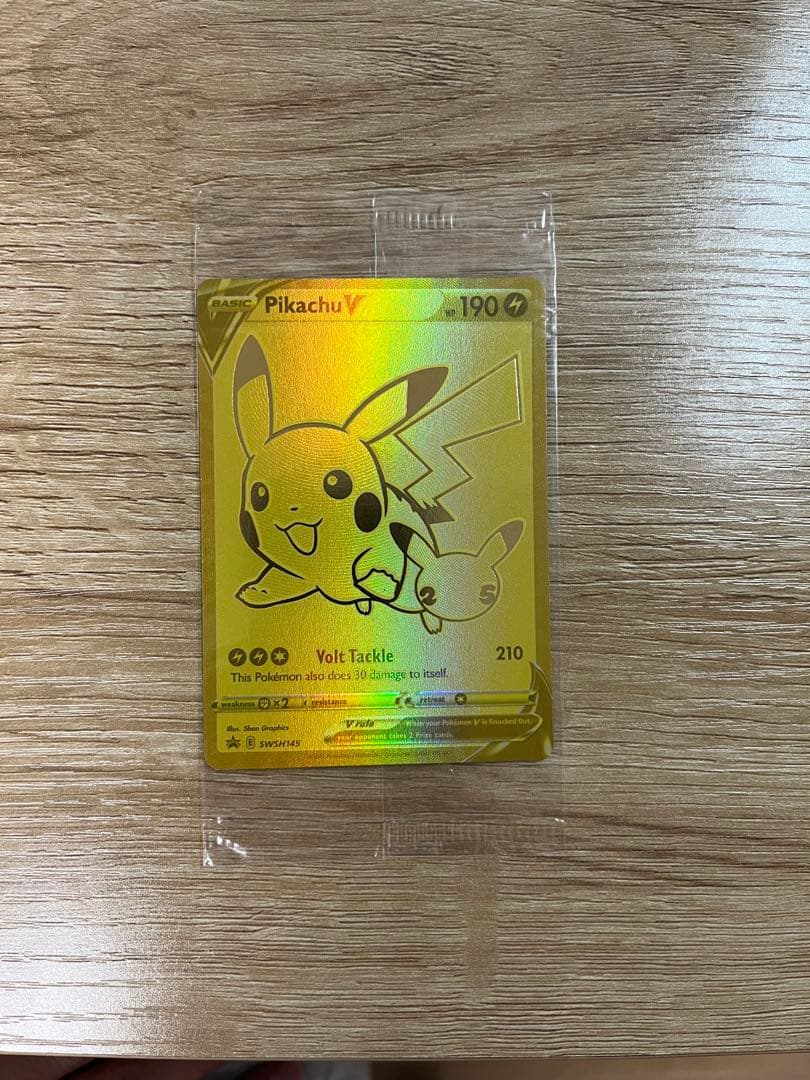 BASIC Pikachu V HP 190
2 5
Volt Tackle 210
This Pokémon also does 30 damage to itself.
weakness ×2 resistance retreat
Illus. Shan Graphics V rule When your Pokémon V is Knocked Out,
your opponent takes 2 Prize cards.
E SWSH145